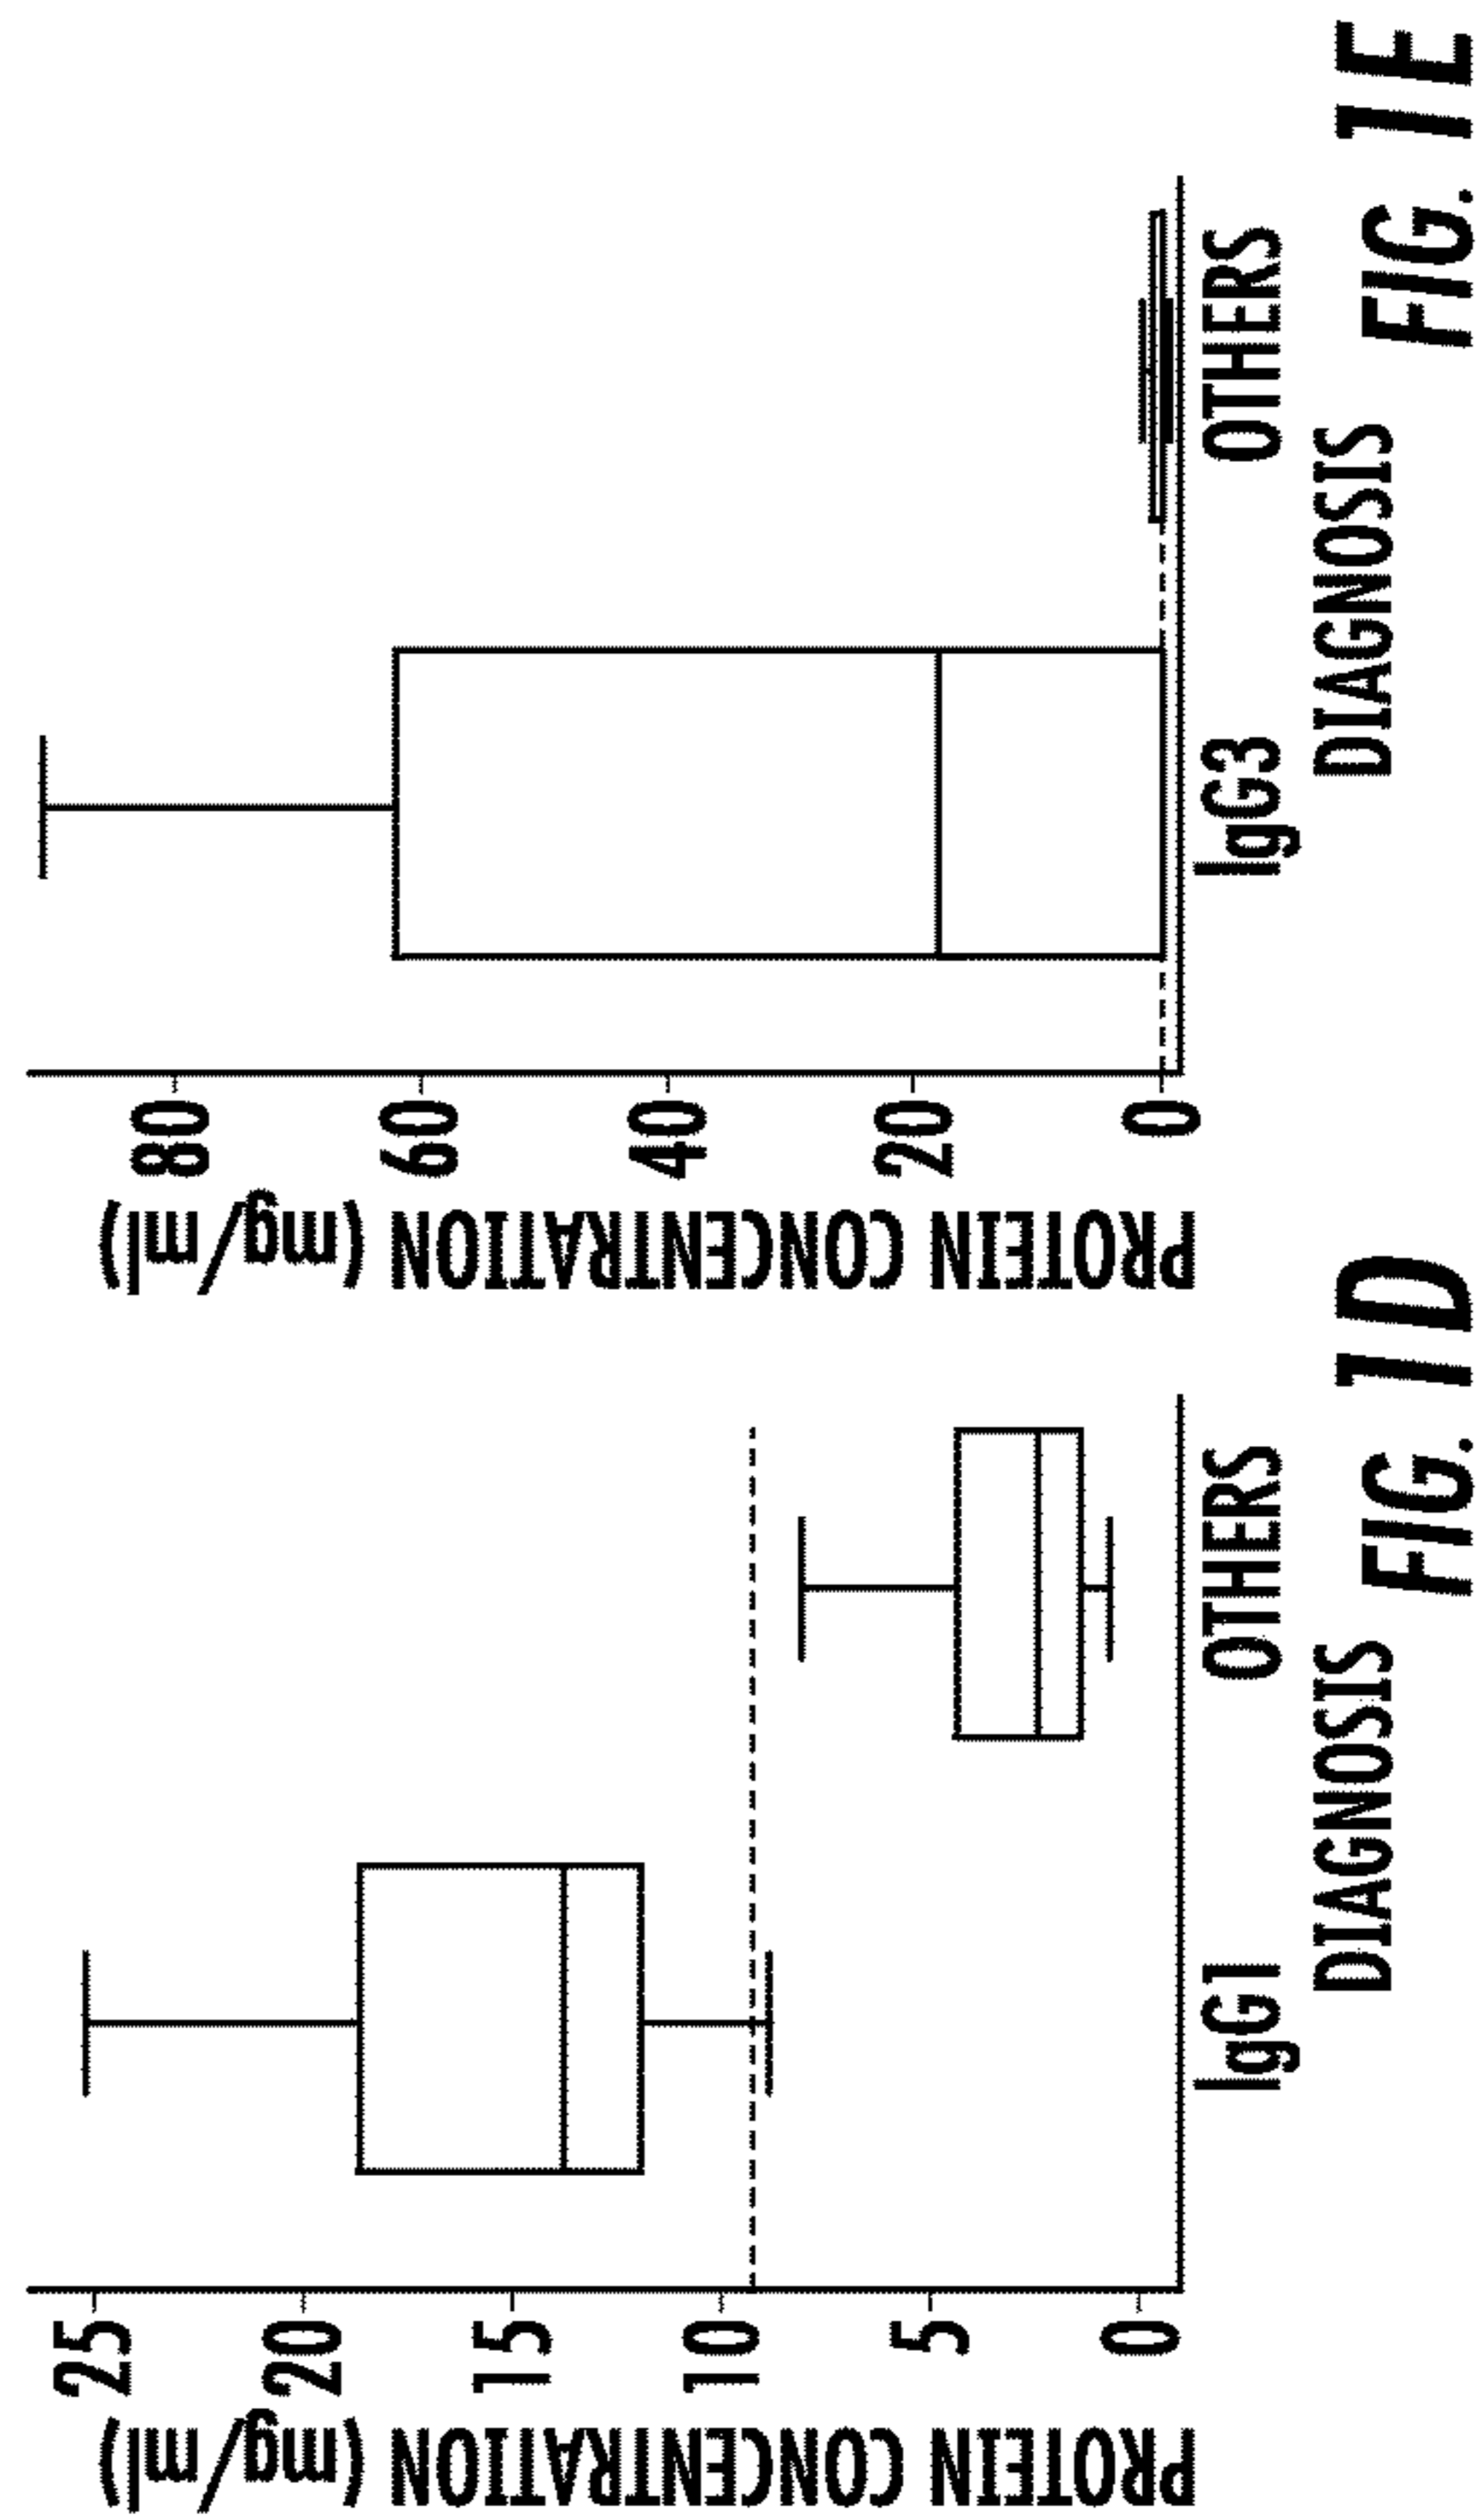 PROTEIN CONCENTRATION (mg/ml)
25
20
15
10
5
0
IgG1
OTHERS
DIAGNOSIS
FIG. 1D
PROTEIN CONCENTRATION (mg/ml)
80
60
40
20
0
IgG3
OTHERS
DIAGNOSIS
FIG. 1E